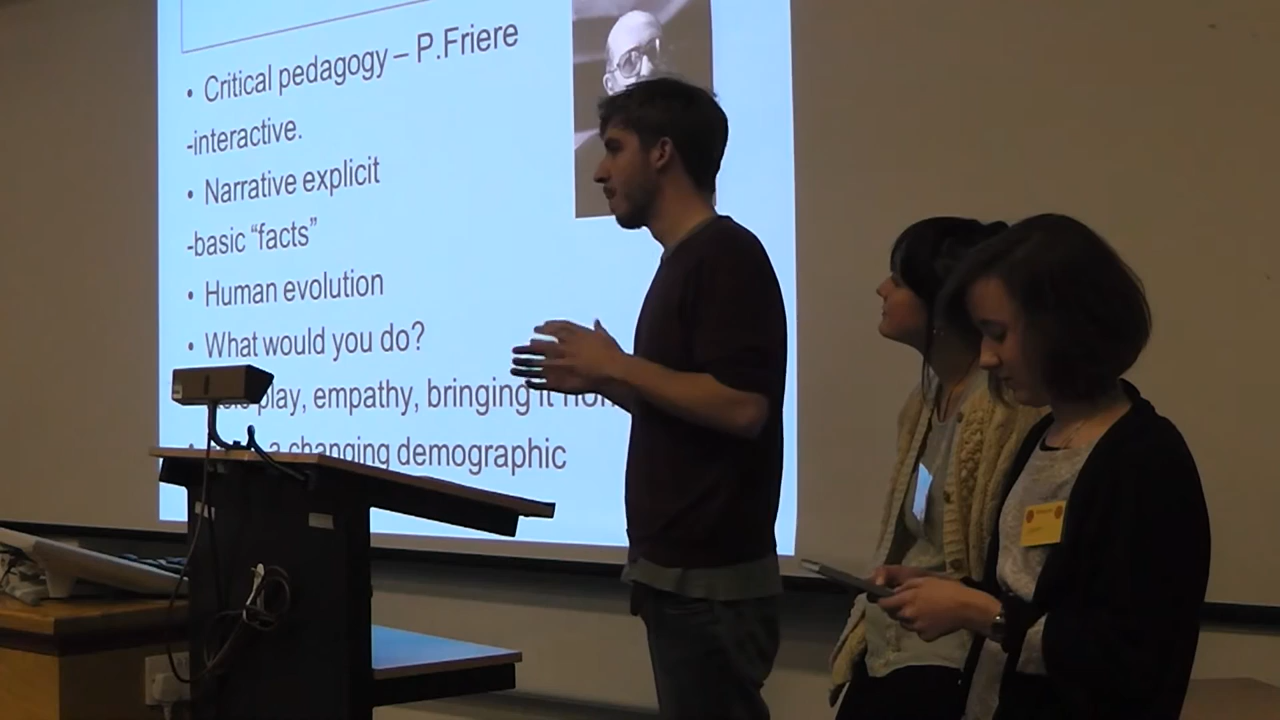 • Critical pedagogy – P.Friere
-interactive.
• Narrative explicit
-basic “facts”
• Human evolution
• What would you do?
play, empathy, bringing it
• a changing demographic